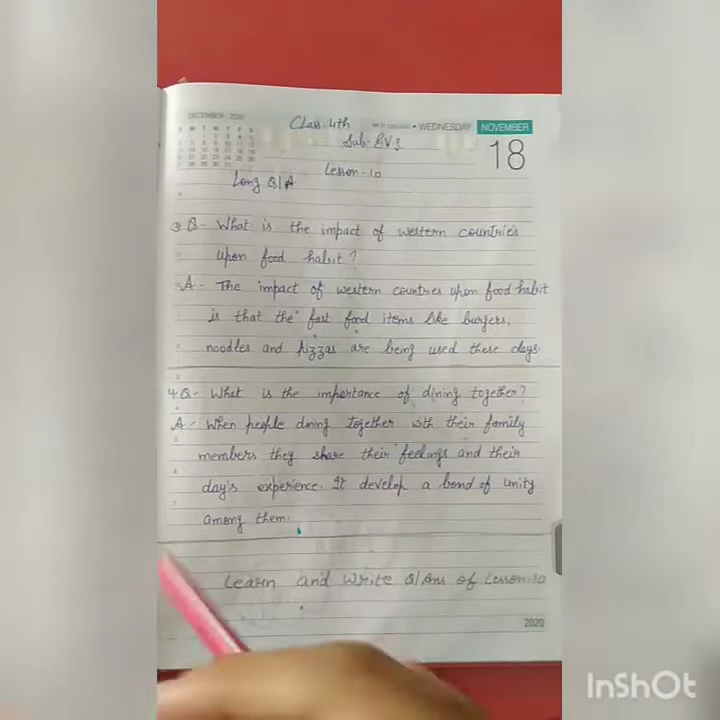 DECEMBER 2020
WEDNESDAY NOVEMBER
18
Class-4th
Sub-EVS
Lesson-10
Long Q/A
3 Q- What is the impact of western countries
upon food habit?
A- The impact of western countries upon food habit
is that the fast food items like burgers,
noodles and pizzas are being used these days.
4 Q- What is the importance of dining together?
A- When people dining together with their family
members they share their feelings and their
day's experience. It develop a bond of unity
among them.
Learn and Write Q/Ans of Lesson-10
2020
InShOt